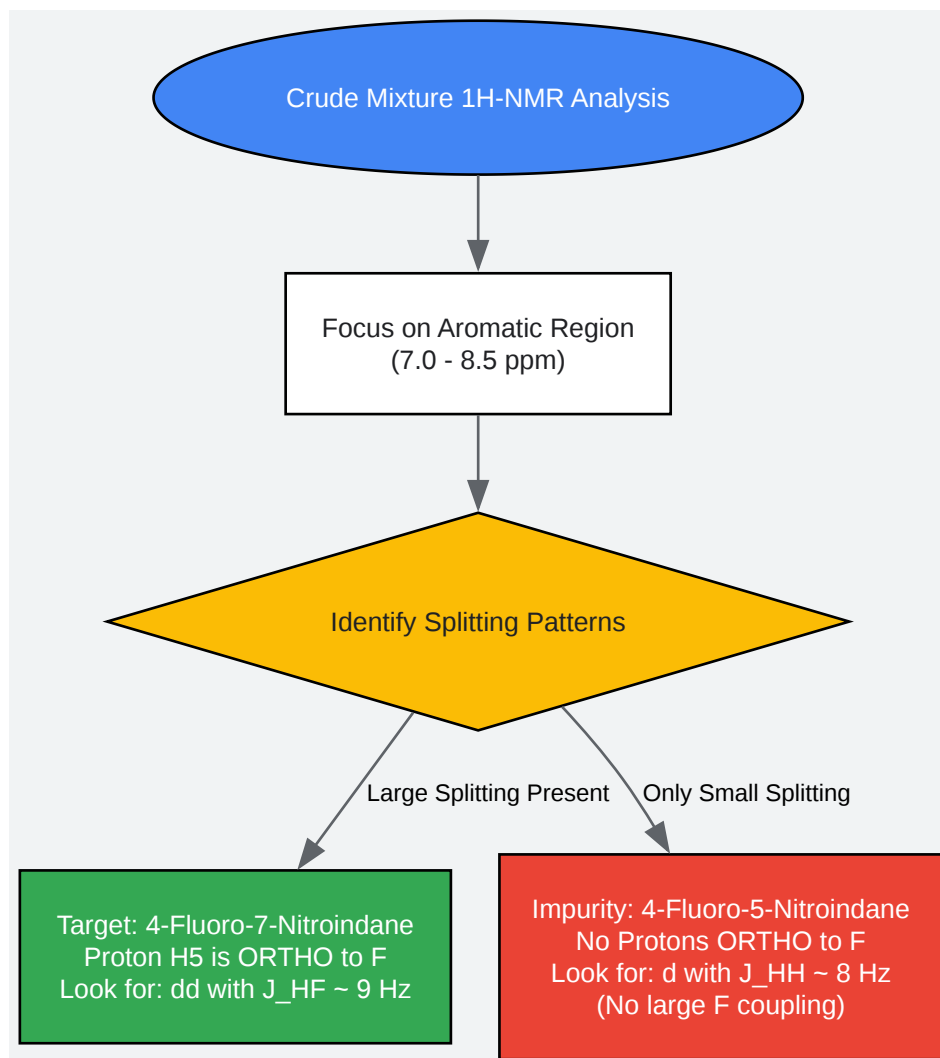 Crude Mixture 1H-NMR Analysis
Focus on Aromatic Region
(7.0 - 8.5 ppm)
Identify Splitting Patterns
Large Splitting Present
Only Small Splitting
Target: 4-Fluoro-7-Nitroindane
Proton H5 is ORTHO to F
Look for: dd with J_HF ~ 9 Hz
Impurity: 4-Fluoro-5-Nitroindane
No Protons ORTHO to F
Look for: d with J_HH ~ 8 Hz
(No large F coupling)